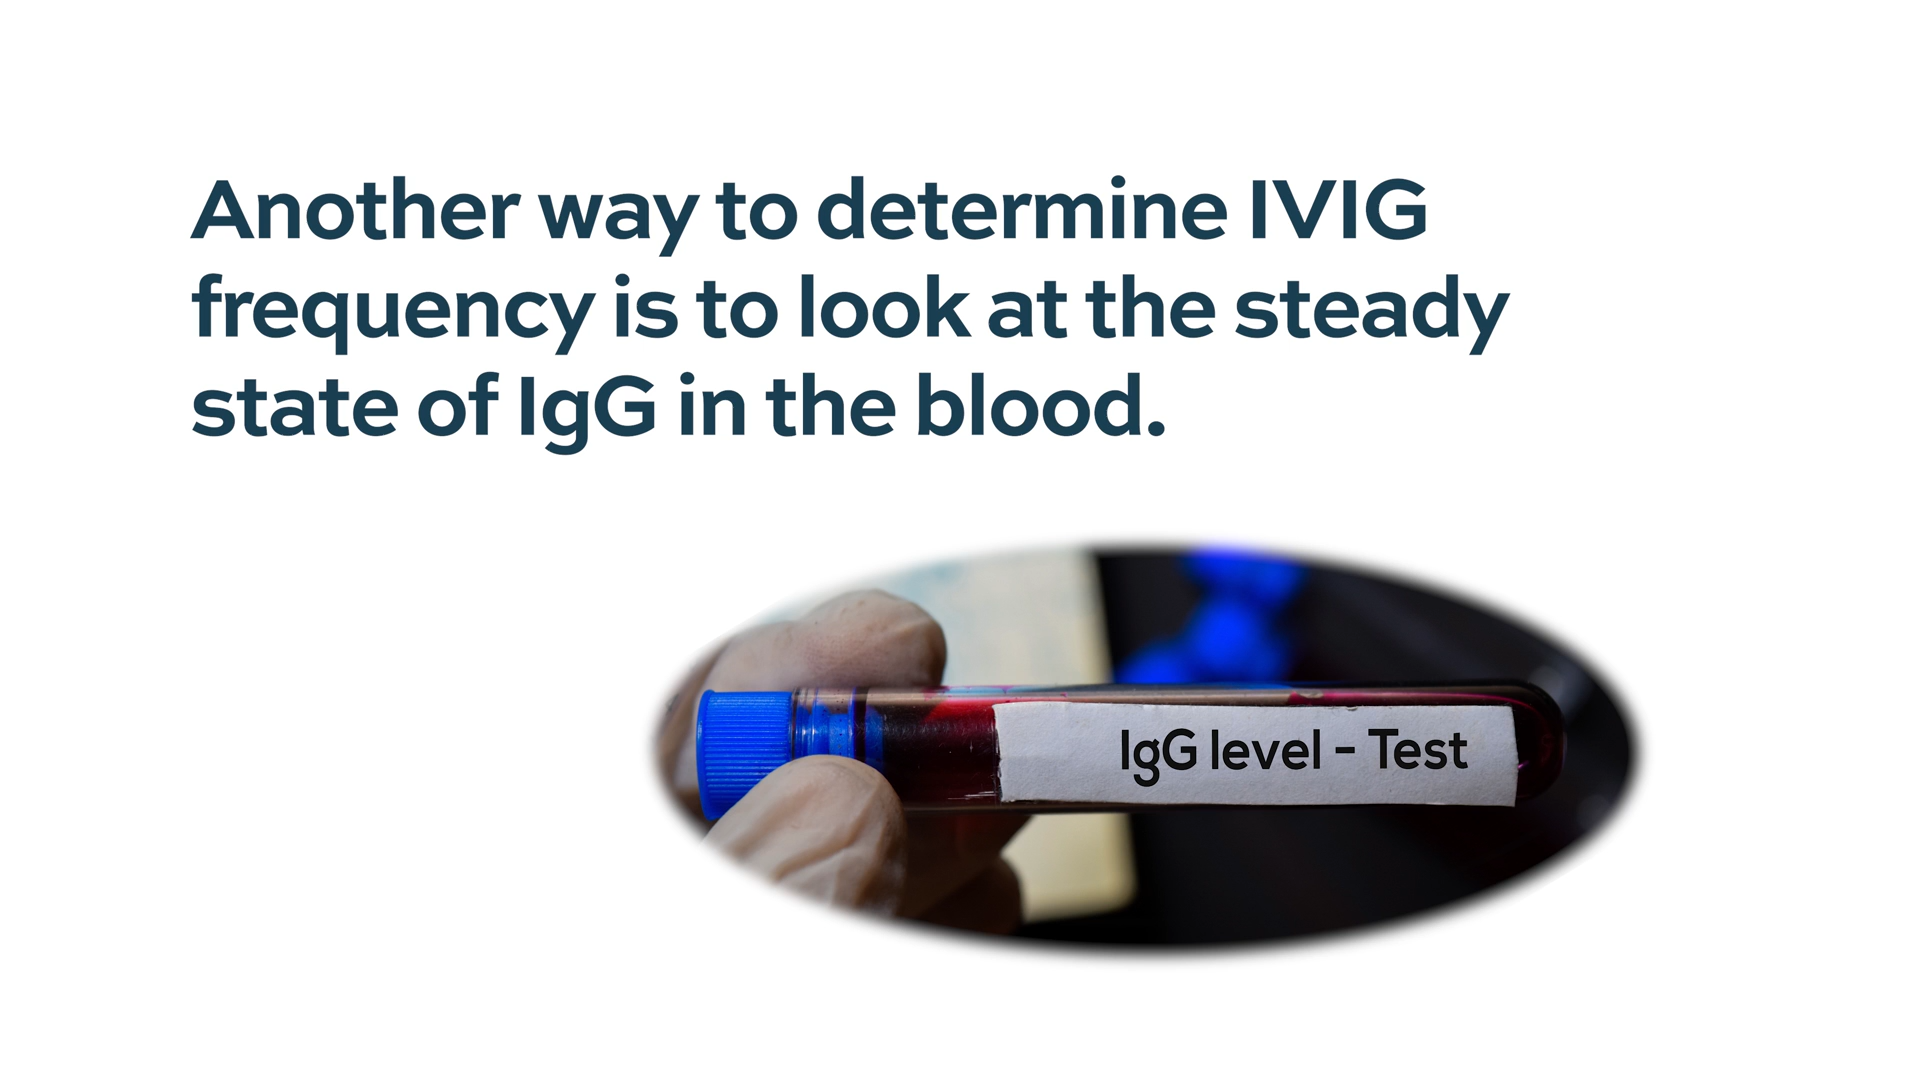 Another way to determine IVIG
frequency is to look at the steady
state of IgG in the blood.
IgG level - Test